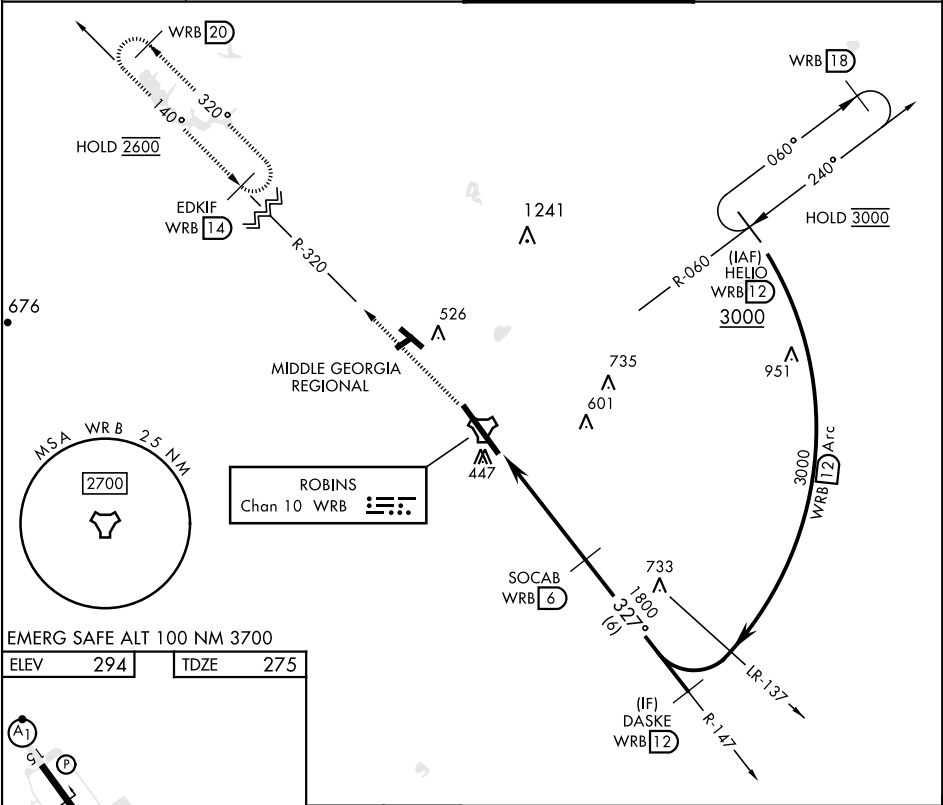 WRB 20
WRB 18
140°
320°
060°
240°
HOLD 2600
HOLD 3000
EDKIF
WRB 14
R-320
1241
R-060
(IAF)
HELIO
WRB 12
3000
676
526
MIDDLE GEORGIA
REGIONAL
735
951
601
MSA WRB 25 NM
2700
447
ROBINS
Chan 10 WRB
3000
WRB 12 Arc
SOCAB
WRB 6
733
1800
327°
(6)
EMERG SAFE ALT 100 NM 3700
ELEV 294
TDZE 275
LR-137
(IF)
DASKE
WRB 12
R-147
A1
15
P